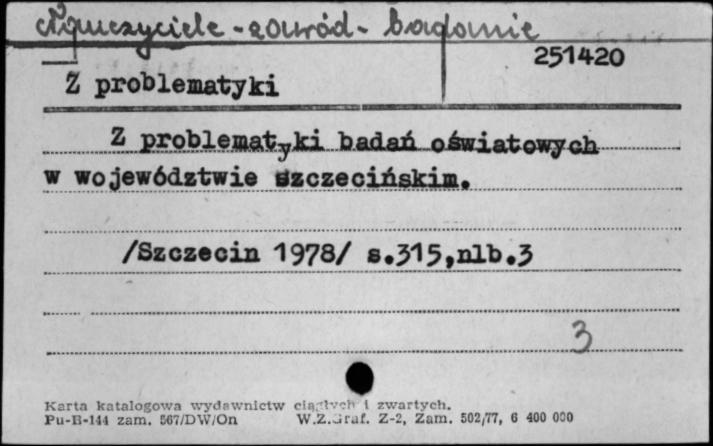 Nauczyciele - zawód - badanie
251420
Z problematyki
Z problematyki badań oświatowych
w województwie szczecińskim.
/Szczecin 1978/ s.315,nlb.3
3
Karta katalogowa wydawnictw ciągłych i zwartych.
Pu-B-144 zam. 567/DW/On W.Z.Graf. Z-2, Zam. 502/77, 6 400 000